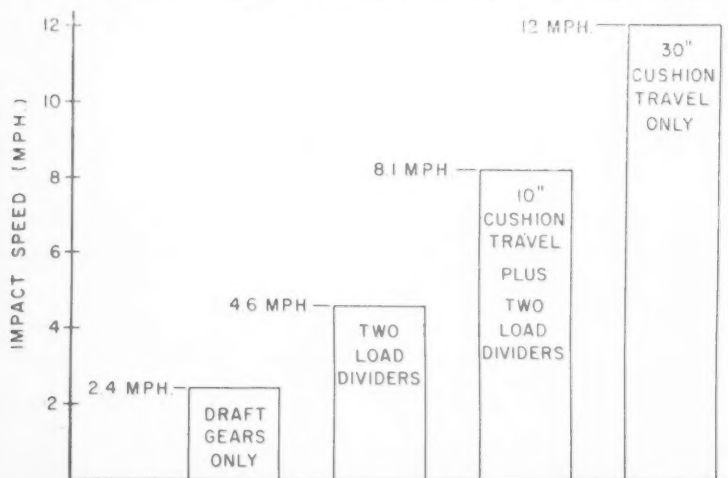 IMPACT SPEED (MPH.)
12
10
8
6
4
2
2.4 MPH.
DRAFT
GEARS
ONLY
4.6 MPH
TWO
LOAD
DIVIDERS
8.1 MPH
10"
CUSHION
TRAVEL
PLUS
TWO
LOAD
DIVIDERS
12 MPH.
30"
CUSHION
TRAVEL
ONLY